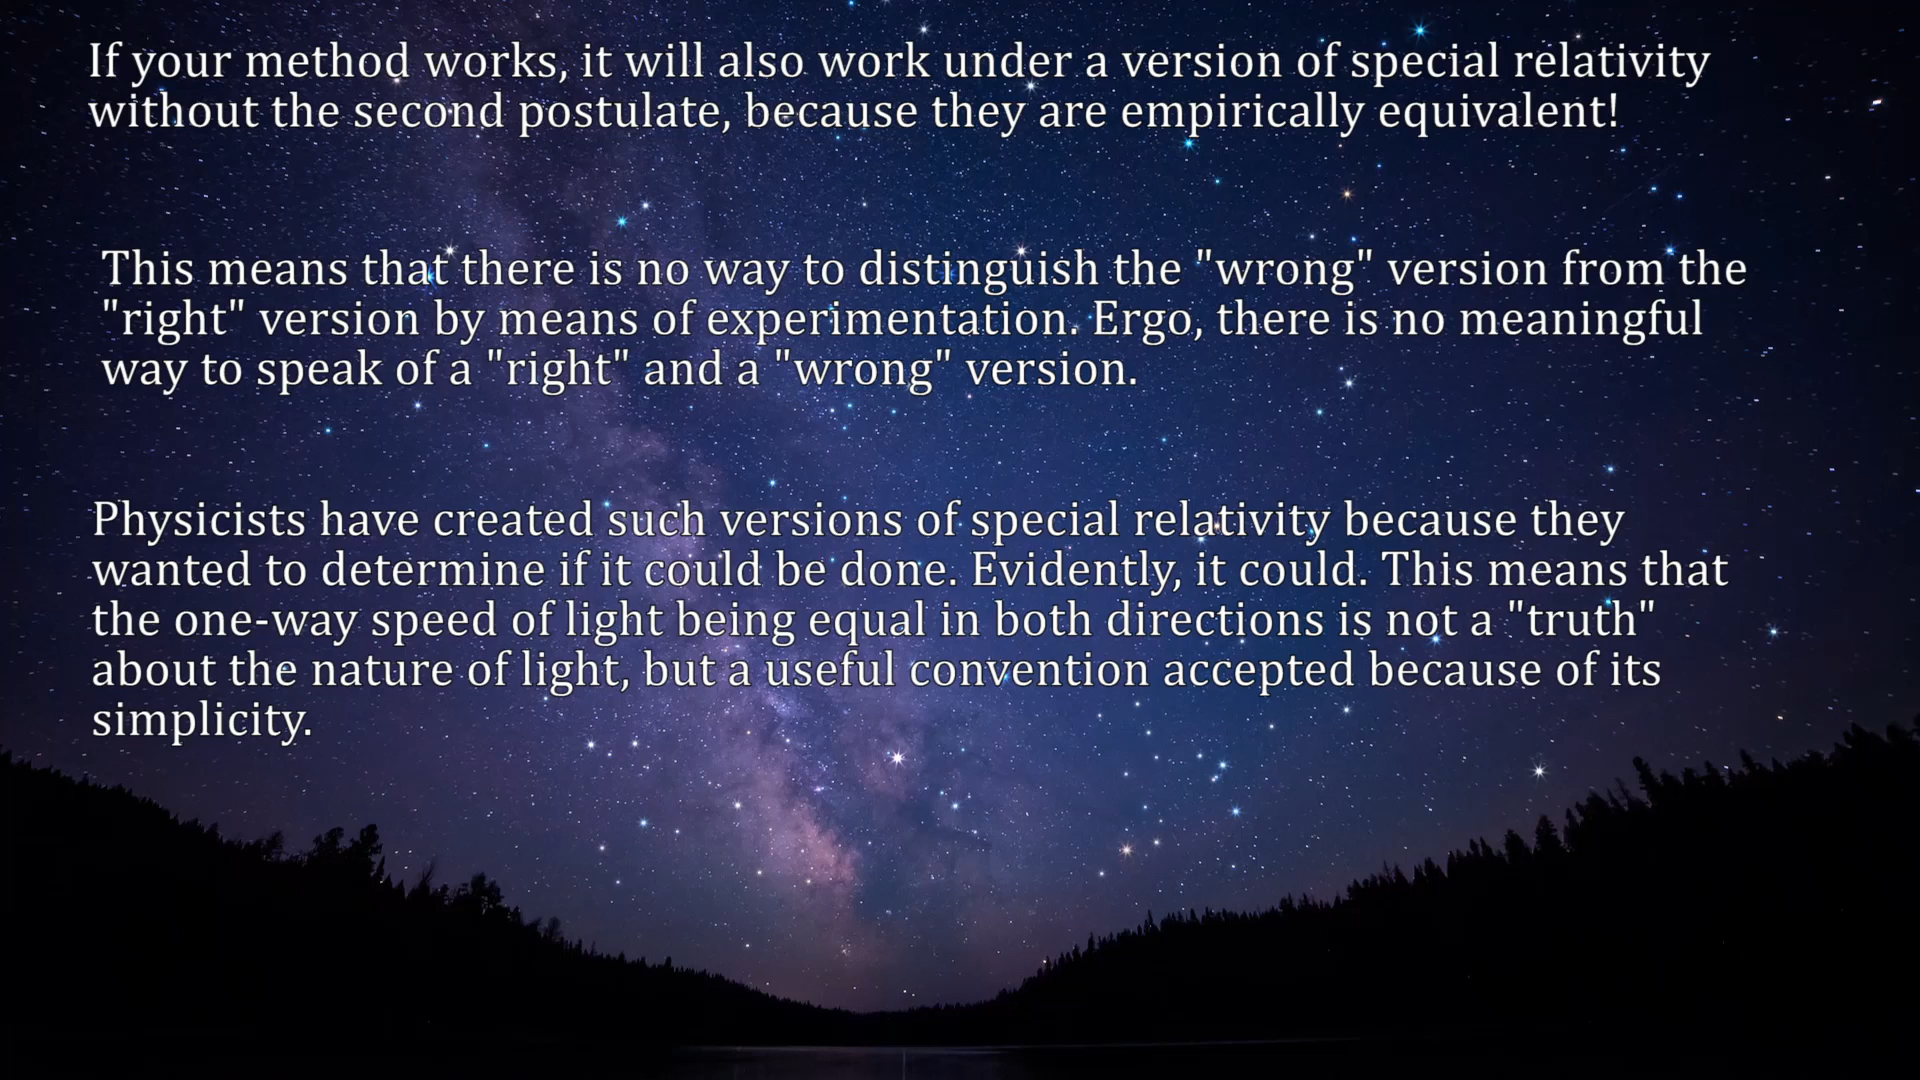 If your method works, it will also work under a version of special relativity
without the second postulate, because they are empirically equivalent!
This means that there is no way to distinguish the "wrong" version from the
"right" version by means of experimentation. Ergo, there is no meaningful
way to speak of a "right" and a "wrong" version.
Physicists have created such versions of special relativity because they
wanted to determine if it could be done. Evidently, it could. This means that
the one-way speed of light being equal in both directions is not a "truth"
about the nature of light, but a useful convention accepted because of its
simplicity.